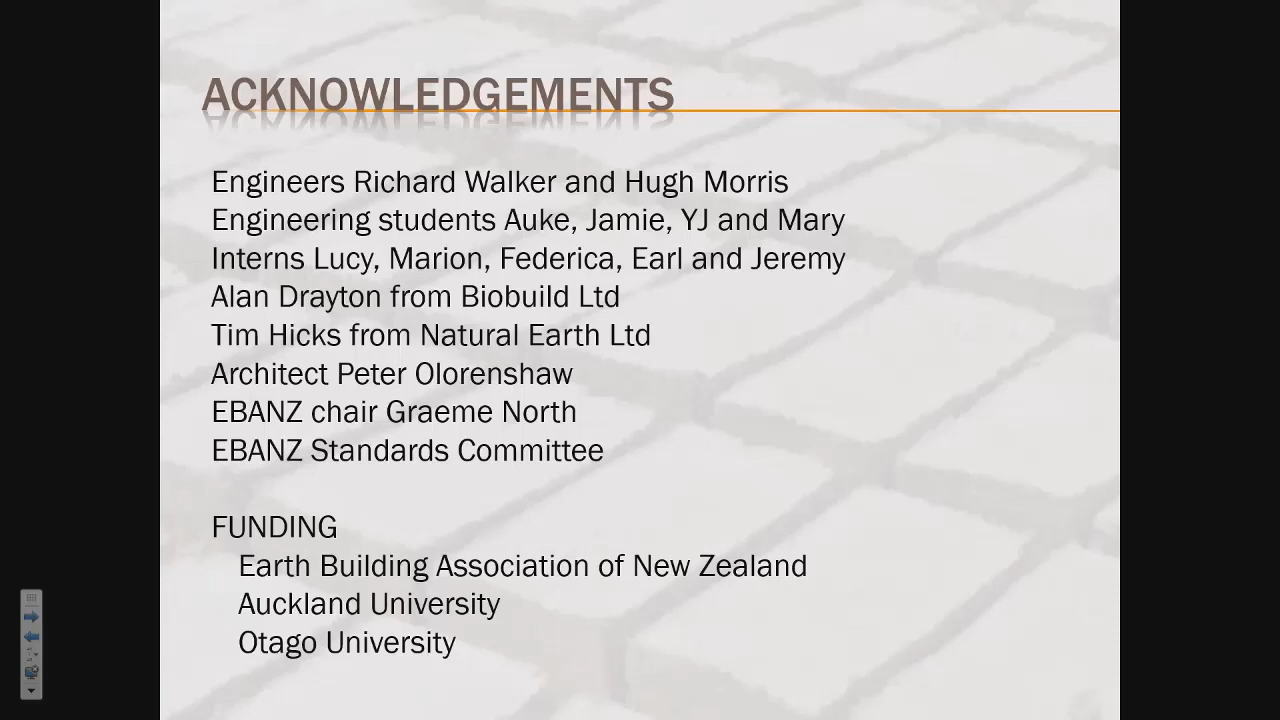 ACKNOWLEDGEMENTS
Engineers Richard Walker and Hugh Morris
Engineering students Auke, Jamie, YJ and Mary
Interns Lucy, Marion, Federica, Earl and Jeremy
Alan Drayton from Biobuild Ltd
Tim Hicks from Natural Earth Ltd
Architect Peter Olorenshaw
EBANZ chair Graeme North
EBANZ Standards Committee
FUNDING
Earth Building Association of New Zealand
Auckland University
Otago University